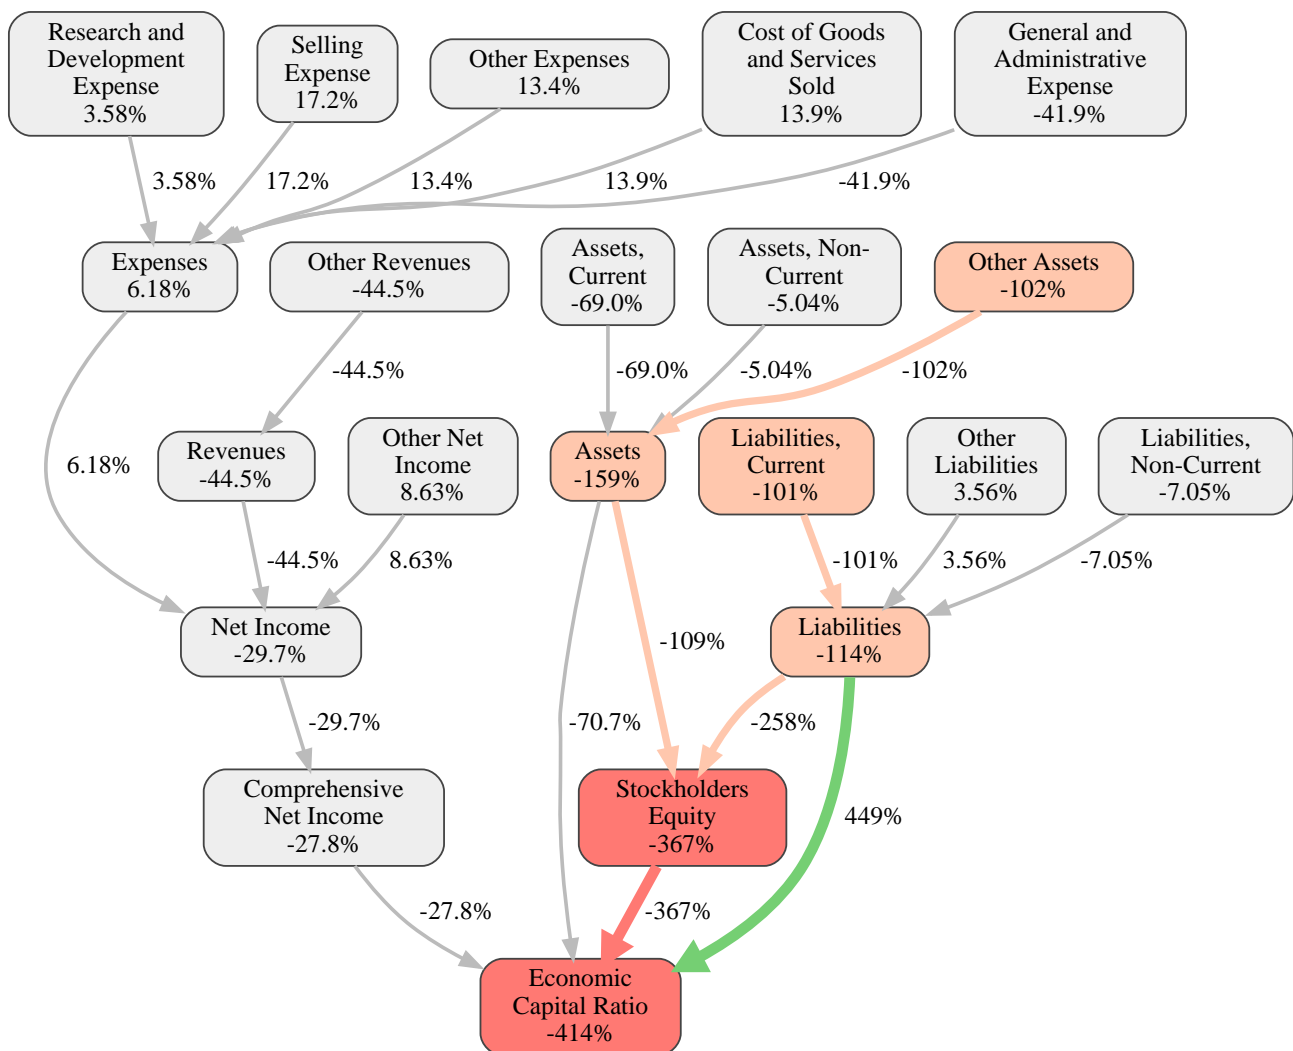 Research and
Development
Expense
3.58%
Selling
Expense
17.2%
Other Expenses
13.4%
Cost of Goods
and Services
Sold
13.9%
General and
Administrative
Expense
-41.9%
3.58%
17.2%
13.4%
13.9%
-41.9%
Expenses
6.18%
Other Revenues
-44.5%
Assets,
Current
-69.0%
Assets, Non-
Current
-5.04%
Other Assets
-102%
-44.5%
-69.0%
-5.04%
-102%
6.18%
Revenues
-44.5%
Other Net
Income
8.63%
Assets
-159%
Liabilities,
Current
-101%
Other
Liabilities
3.56%
Liabilities,
Non-Current
-7.05%
-44.5%
8.63%
-101%
3.56%
-7.05%
Net Income
-29.7%
-109%
Liabilities
-114%
-29.7%
-70.7%
-258%
Comprehensive
Net Income
-27.8%
Stockholders
Equity
-367%
449%
-27.8%
-367%
Economic
Capital Ratio
-414%